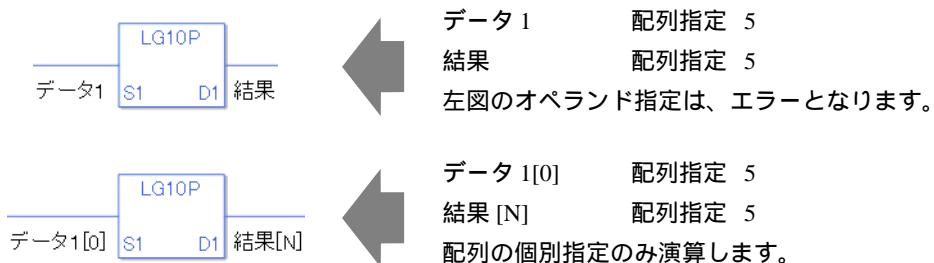 LG10P
データ1 S1 D1 結果
データ 1 配列指定 5
結果 配列指定 5
左図のオペランド指定は、エラーとなります。
LG10P
データ1[0] S1 D1 結果[N]
データ 1[0] 配列指定 5
結果 [N] 配列指定 5
配列の個別指定のみ演算します。